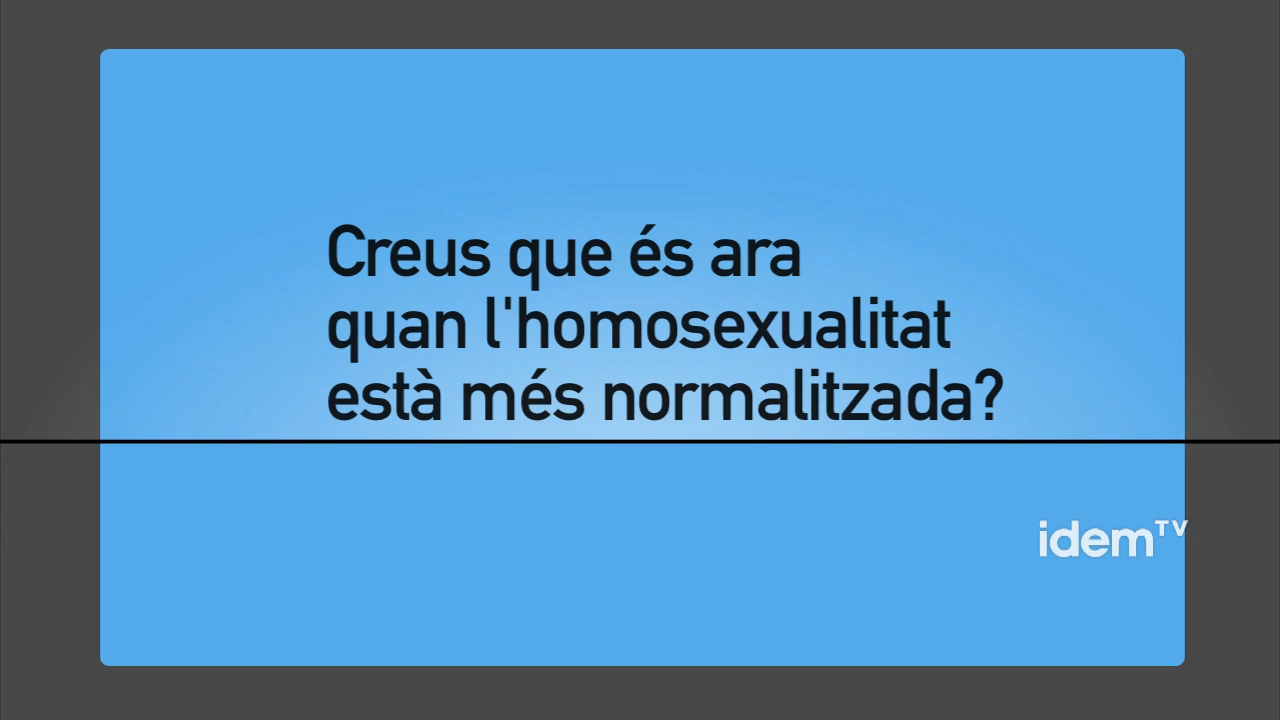 Creus que és ara
quan l'homosexualitat
està més normalitzada?
idemTV